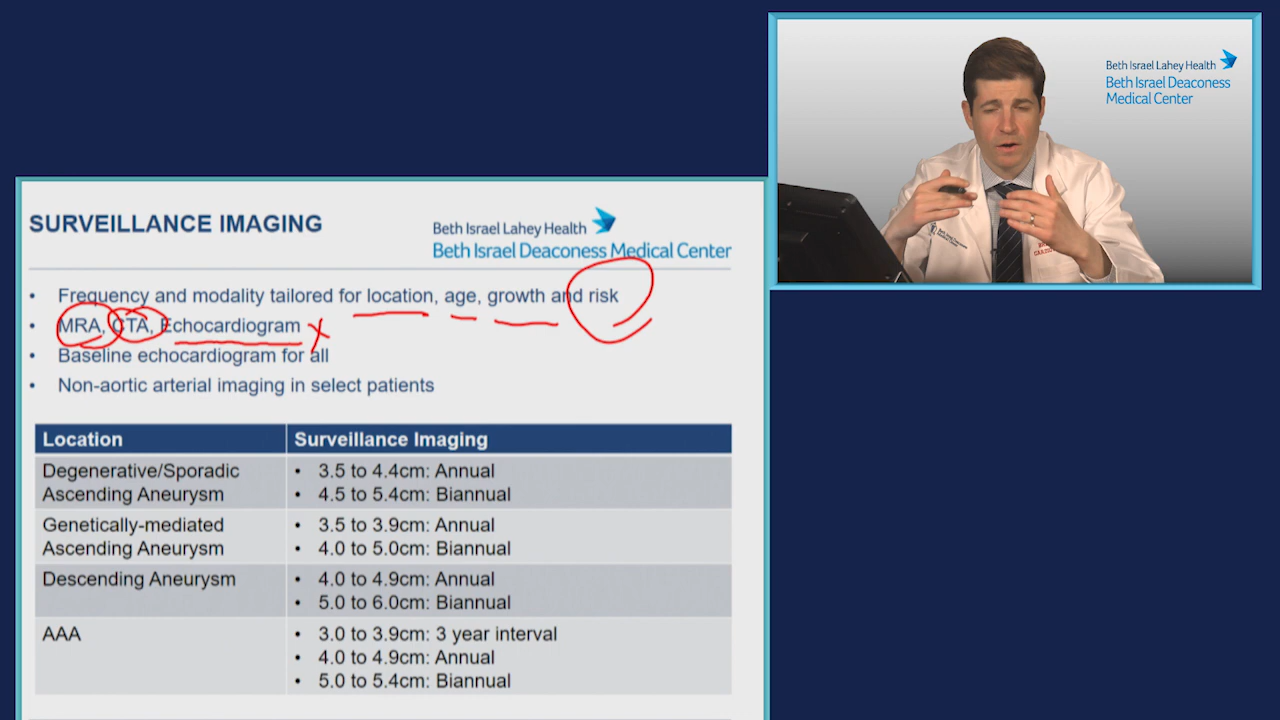 Beth Israel Lahey Health
Beth Israel Deaconess
Medical Center
SURVEILLANCE IMAGING
Beth Israel Lahey Health
Beth Israel Deaconess Medical Center
• Frequency and modality tailored for location, age, growth and risk
• MRA, CTA, Echocardiogram
• Baseline echocardiogram for all
• Non-aortic arterial imaging in select patients
Location Surveillance Imaging
Degenerative/Sporadic
Ascending Aneurysm
• 3.5 to 4.4cm: Annual
• 4.5 to 5.4cm: Biannual
Genetically-mediated
Ascending Aneurysm
• 3.5 to 3.9cm: Annual
• 4.0 to 5.0cm: Biannual
Descending Aneurysm
• 4.0 to 4.9cm: Annual
• 5.0 to 6.0cm: Biannual
AAA
• 3.0 to 3.9cm: 3 year interval
• 4.0 to 4.9cm: Annual
• 5.0 to 5.4cm: Biannual